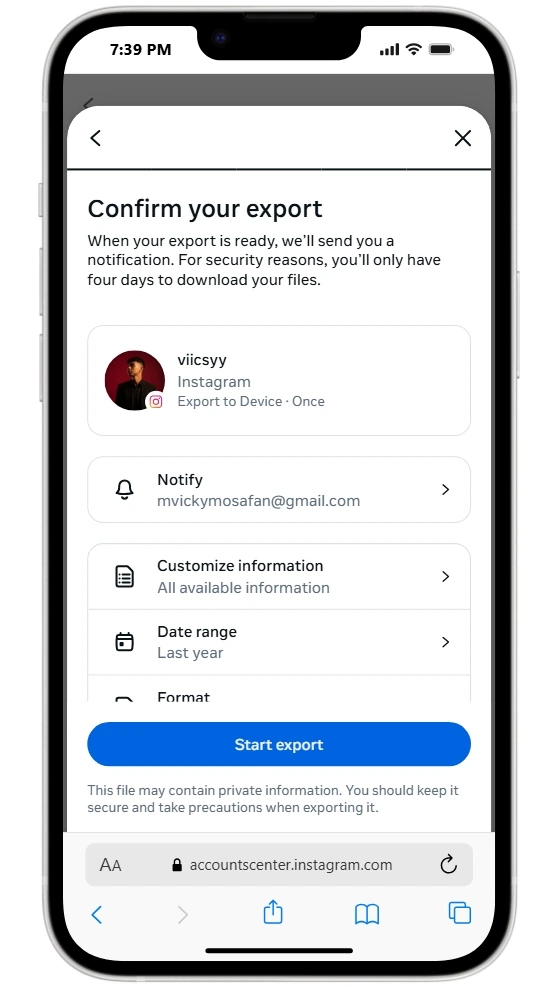 7:39 PM
Confirm your export
When your export is ready, we'll send you a
notification. For security reasons, you'll only have
four days to download your files.
viicsyy
Instagram
Export to Device · Once
Notify
mvickymosafan@gmail.com
Customize information
All available information
Date range
Last year
Format
Start export
This file may contain private information. You should keep it
secure and take precautions when exporting it.
AA accountscenter.instagram.com